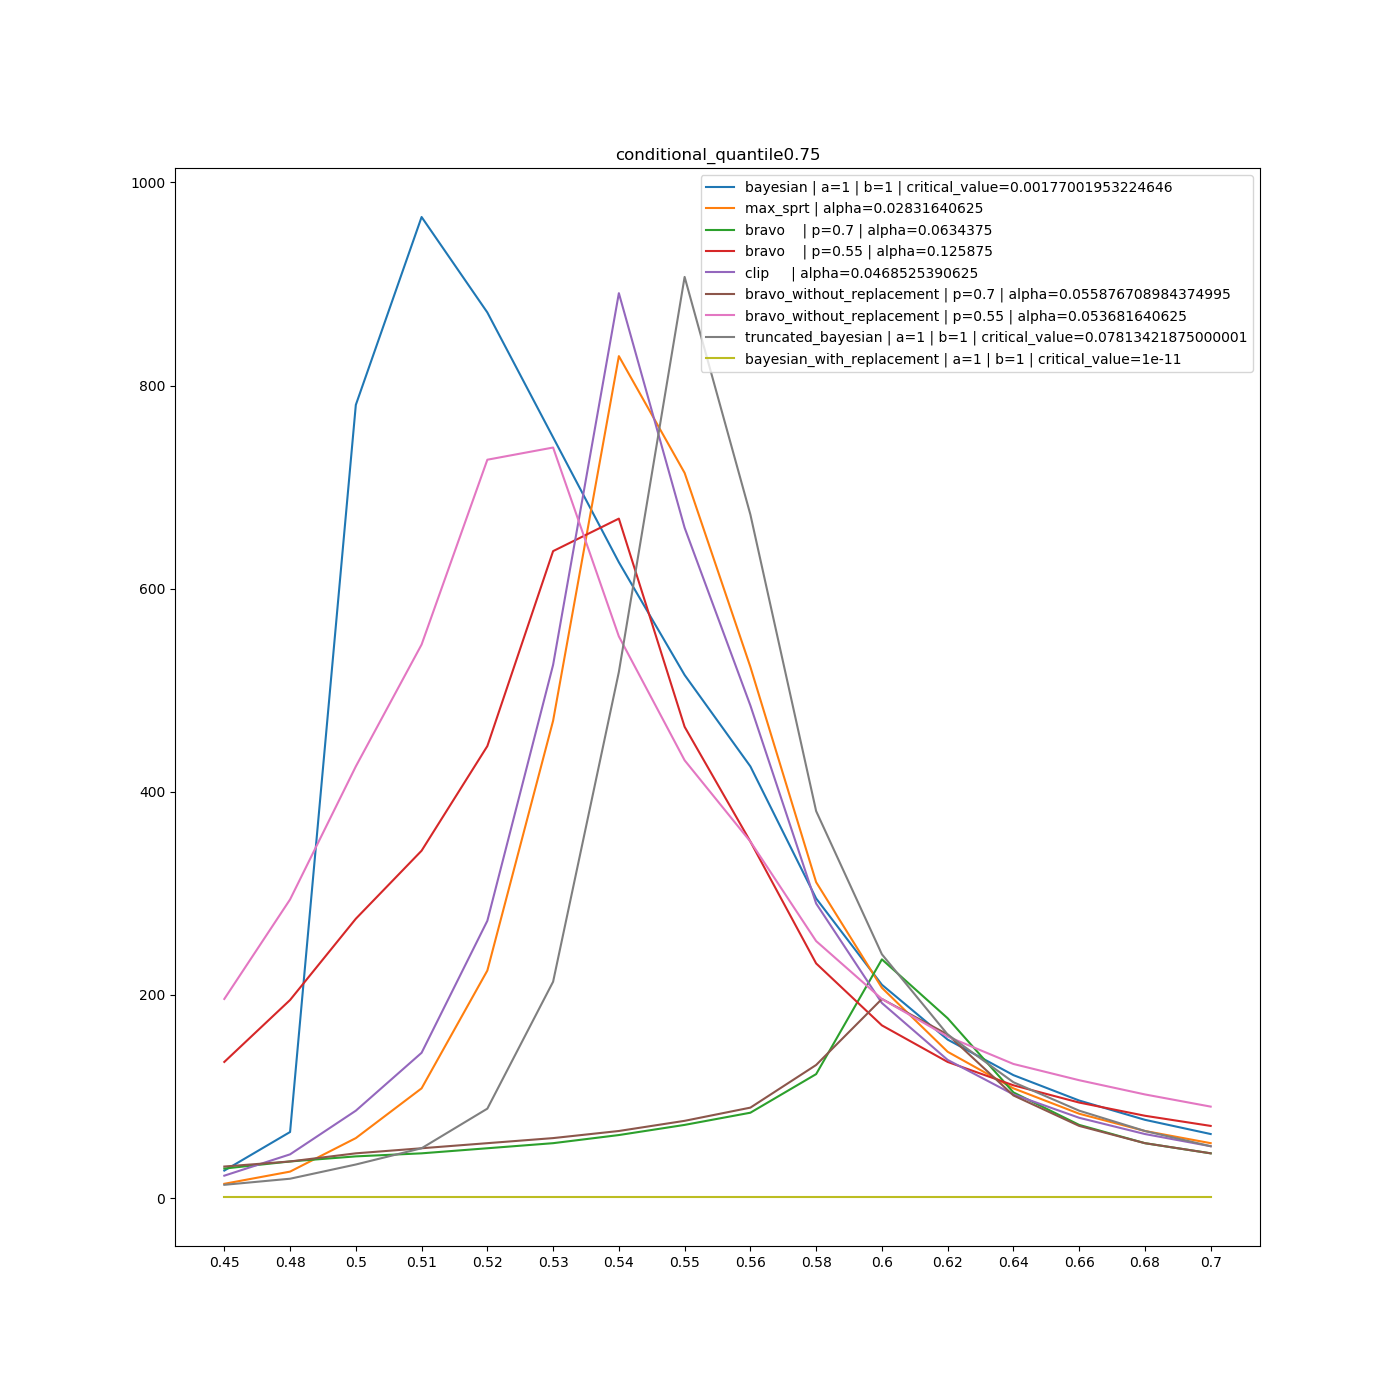 conditional_quantile0.75
1000
800
600
400
200
0
bayesian | a=1 | b=1 | critical_value=0.00177001953224646
max_sprt | alpha=0.02831640625
bravo    | p=0.7 | alpha=0.0634375
bravo    | p=0.55 | alpha=0.125875
clip     | alpha=0.0468525390625
bravo_without_replacement | p=0.7 | alpha=0.055876708984374995
bravo_without_replacement | p=0.55 | alpha=0.053681640625
truncated_bayesian | a=1 | b=1 | critical_value=0.07813421875000001
bayesian_with_replacement | a=1 | b=1 | critical_value=1e-11
0.45 0.48 0.5 0.51 0.52 0.53 0.54 0.55 0.56 0.58 0.6 0.62 0.64 0.66 0.68 0.7